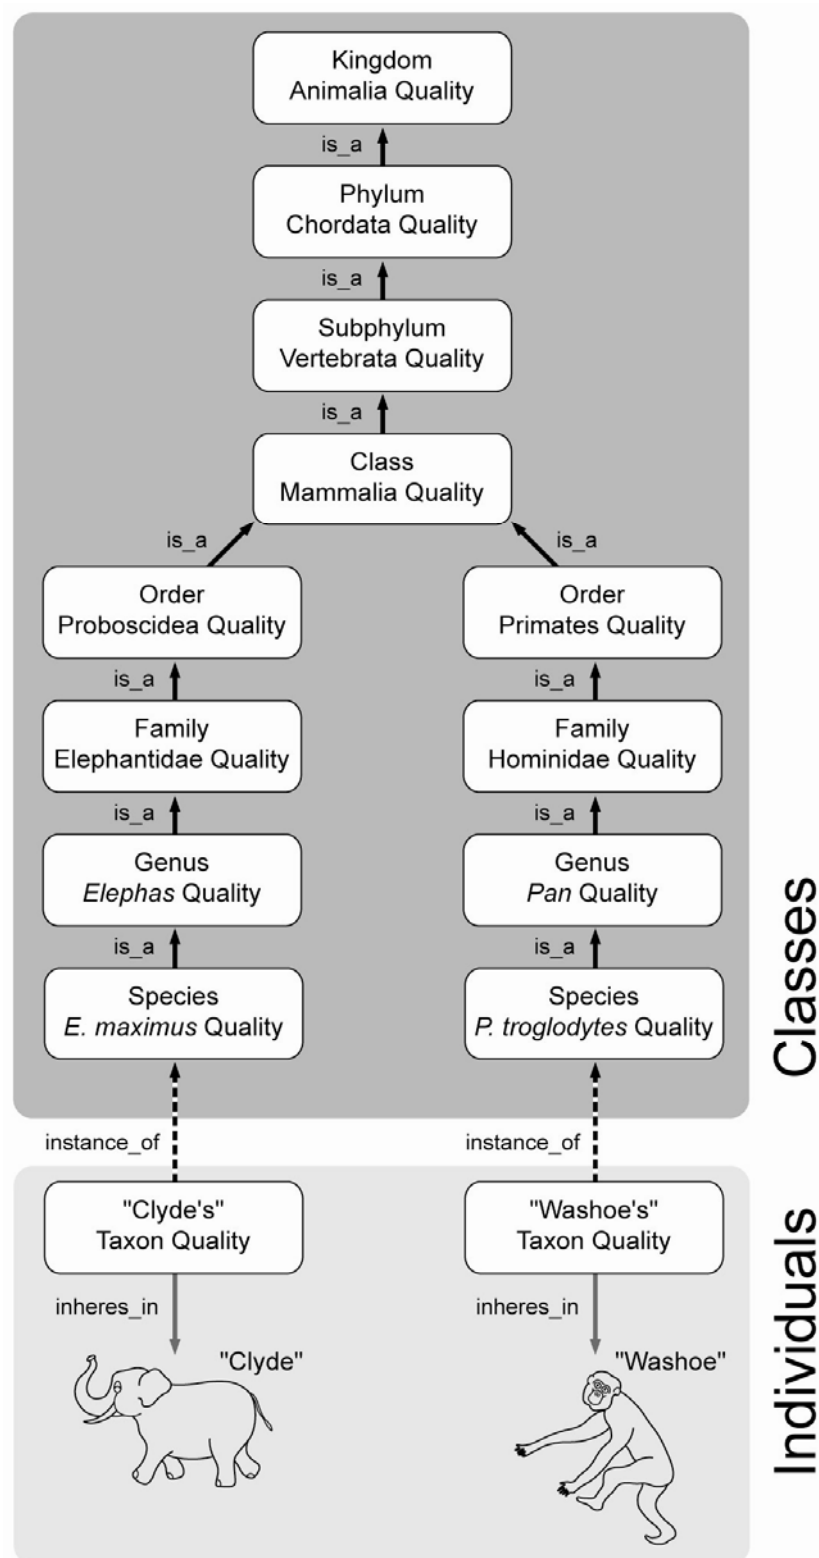 Kingdom
Animalia Quality
is_a
Phylum
Chordata Quality
is_a
Subphylum
Vertebrata Quality
is_a
Class
Mammalia Quality
is_a
is_a
Order
Proboscidea Quality
Order
Primates Quality
is_a
is_a
Family
Elephantidae Quality
Family
Hominidae Quality
is_a
is_a
Genus
Elephas Quality
Genus
Pan Quality
is_a
is_a
Species
E. maximus Quality
Species
P. troglodytes Quality
Classes
instance_of
instance_of
"Clyde's"
Taxon Quality
"Washoe's"
Taxon Quality
inheres_in
inheres_in
"Clyde"
"Washoe"
Individuals